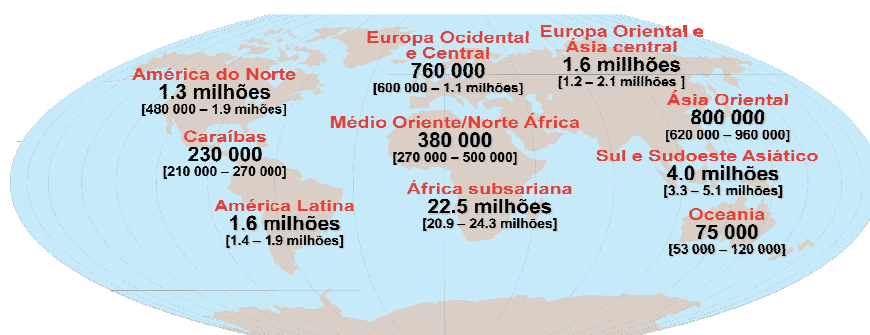 Europa Ocidental
e Central
760 000
[600 000 – 1.1 milhões]
Europa Oriental e
Ásia central
1.6 millhões
[1.2 – 2.1 millhões ]
América do Norte
1.3 milhões
[480 000 – 1.9 mihões]
Ásia Oriental
800 000
[620 000 – 960 000]
Caraíbas
230 000
[210 000 – 270 000]
Médio Oriente/Norte África
380 000
[270 000 – 500 000]
Sul e Sudoeste Asiático
4.0 milhões
[3.3 – 5.1 milhões]
América Latina
1.6 milhões
[1.4 – 1.9 milhões]
África subsariana
22.5 milhões
[20.9 – 24.3 milhões]
Oceania
75 000
[53 000 – 120 000]